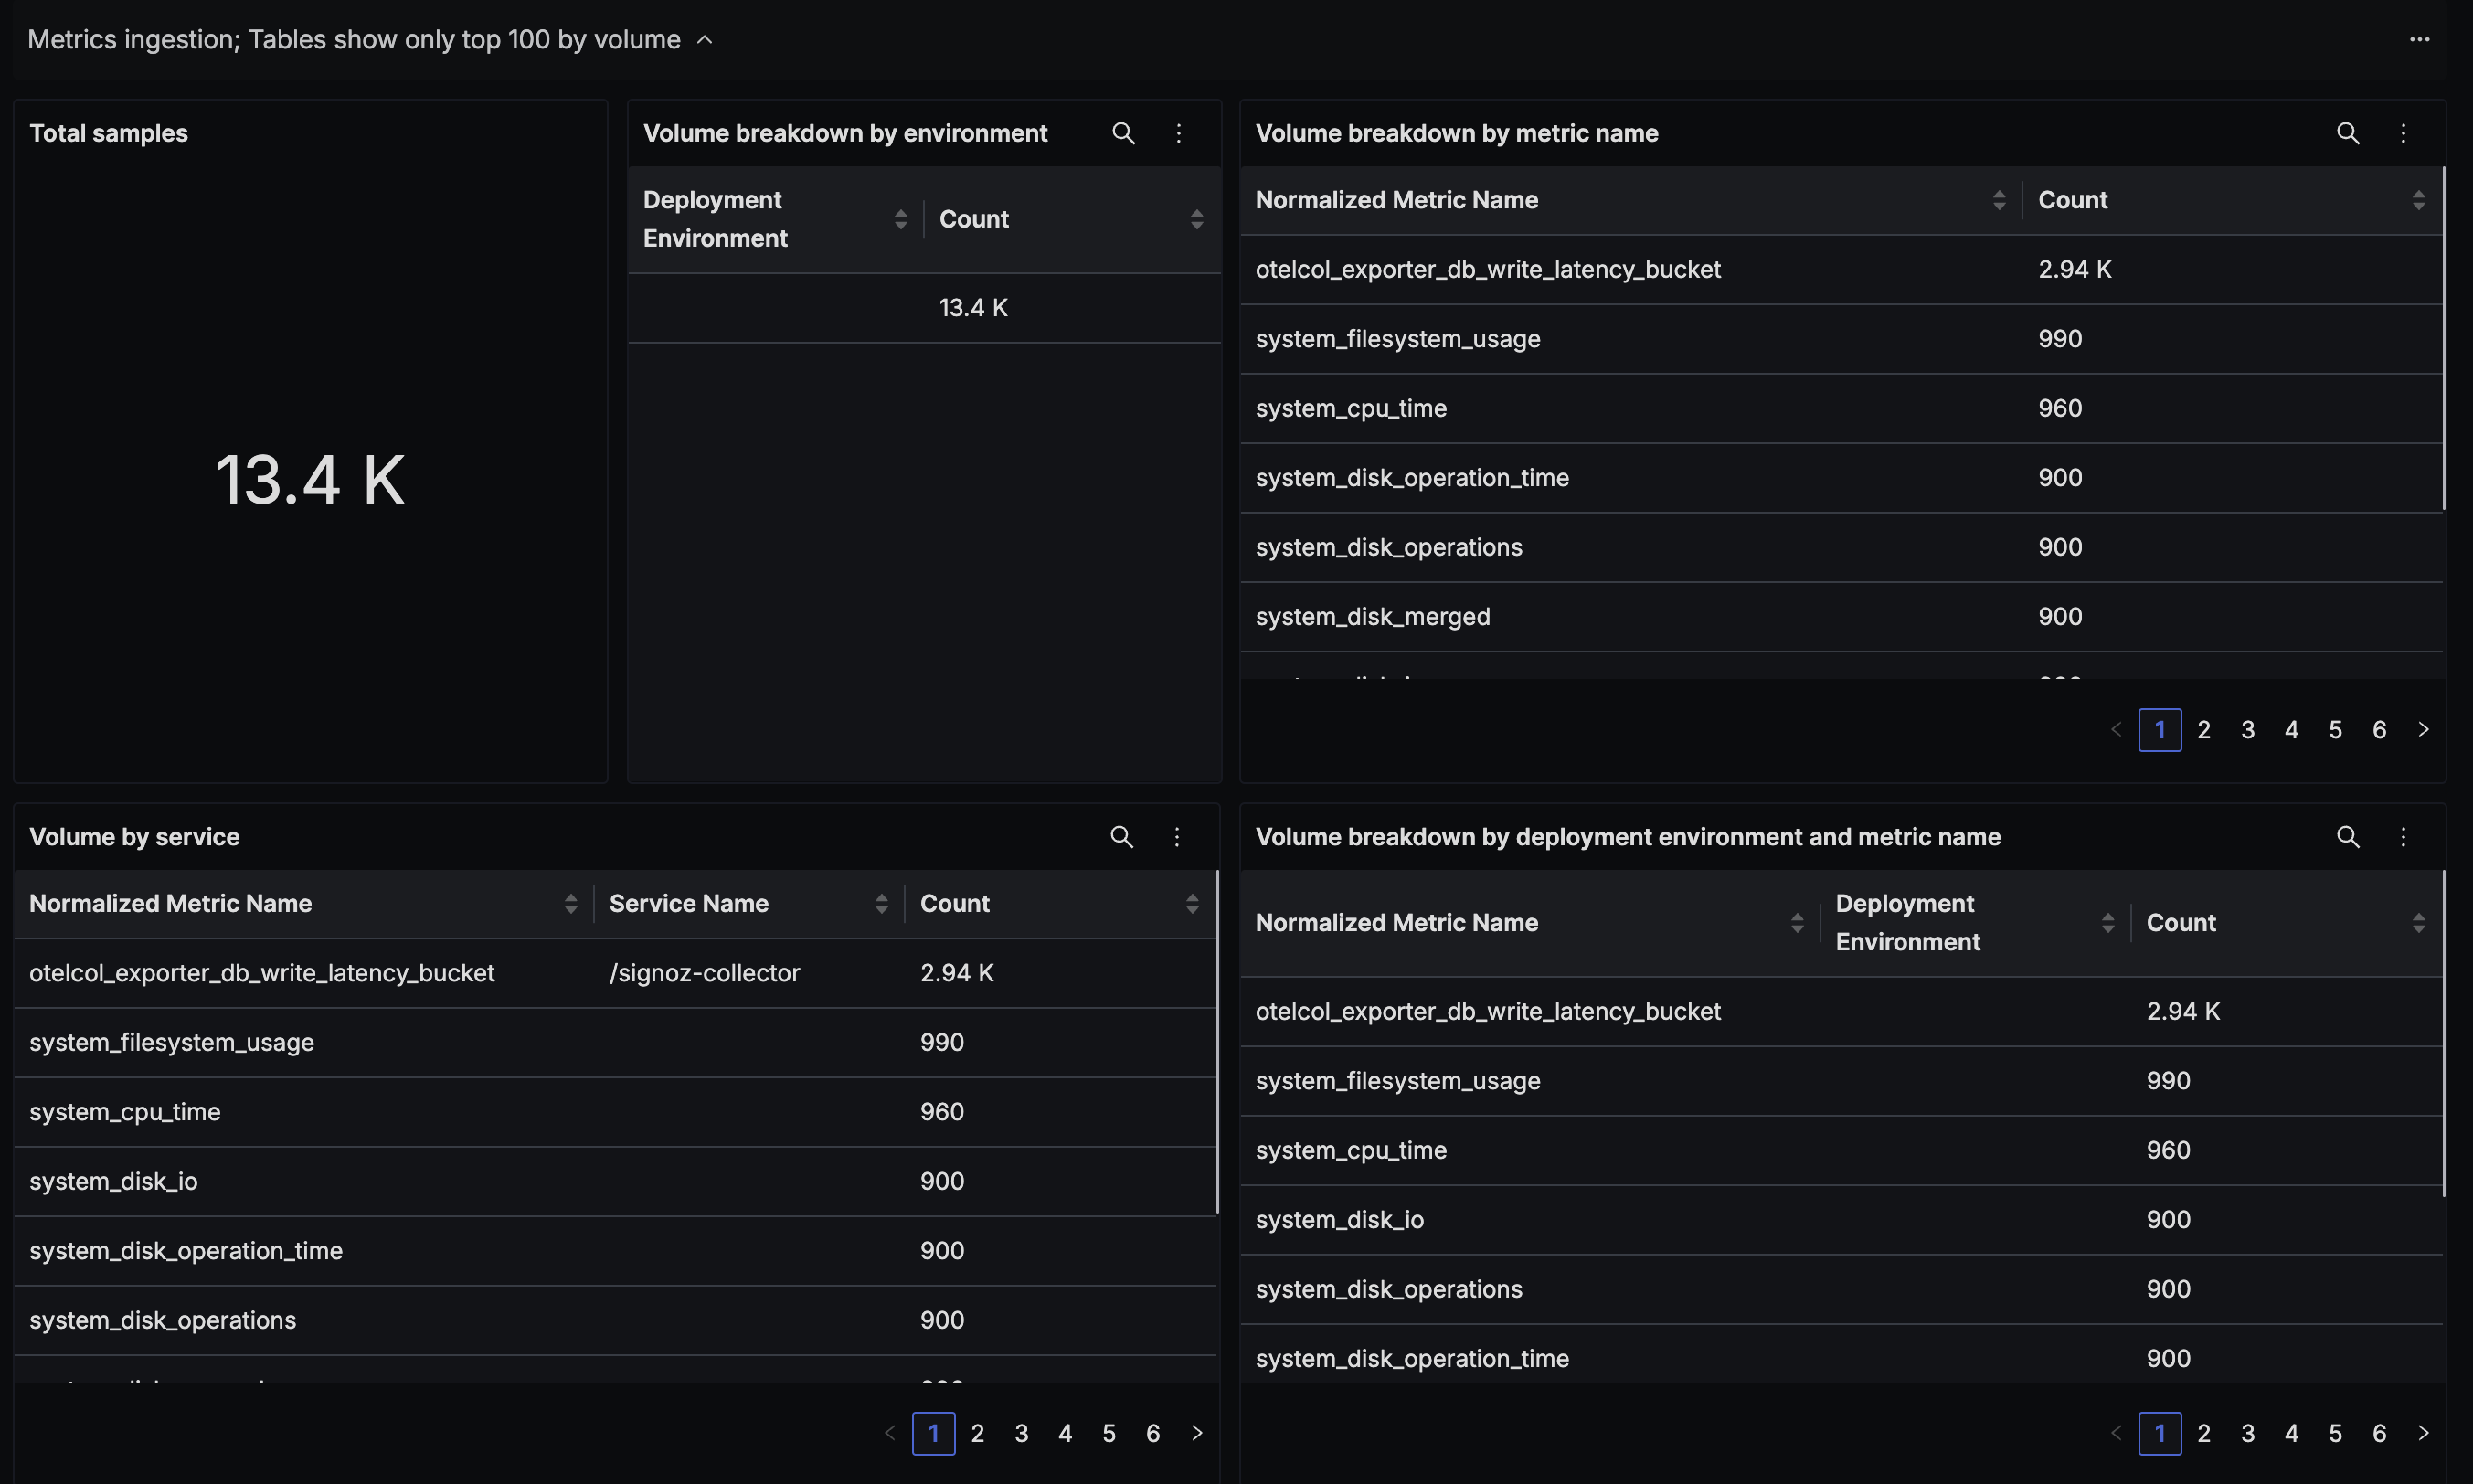 Metrics ingestion; Tables show only top 100 by volume
Total samples
13.4 K
Volume breakdown by environment
Deployment Environment Count
13.4 K
Volume breakdown by metric name
Normalized Metric Name Count
otelcol_exporter_db_write_latency_bucket 2.94 K
system_filesystem_usage 990
system_cpu_time 960
system_disk_operation_time 900
system_disk_operations 900
system_disk_merged 900
1 2 3 4 5 6
Volume by service
Normalized Metric Name Service Name Count
otelcol_exporter_db_write_latency_bucket /signoz-collector 2.94 K
system_filesystem_usage 990
system_cpu_time 960
system_disk_io 900
system_disk_operation_time 900
system_disk_operations 900
1 2 3 4 5 6
Volume breakdown by deployment environment and metric name
Normalized Metric Name Deployment Environment Count
otelcol_exporter_db_write_latency_bucket 2.94 K
system_filesystem_usage 990
system_cpu_time 960
system_disk_io 900
system_disk_operations 900
system_disk_operation_time 900
1 2 3 4 5 6